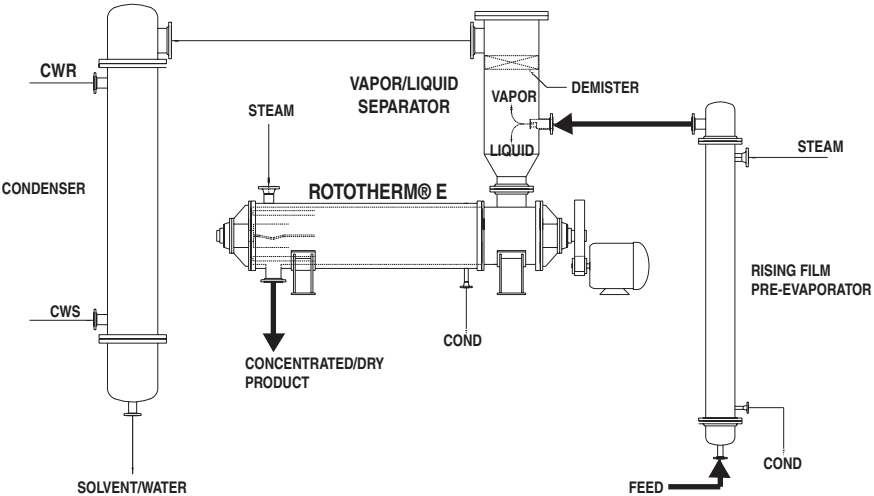 CWR
VAPOR/LIQUID
SEPARATOR
DEMISTER
VAPOR
STEAM
LIQUID
STEAM
CONDENSER
ROTOTHERM® E
RISING FILM
PRE-EVAPORATOR
CWS
COND
CONCENTRATED/DRY
PRODUCT
COND
SOLVENT/WATER
FEED